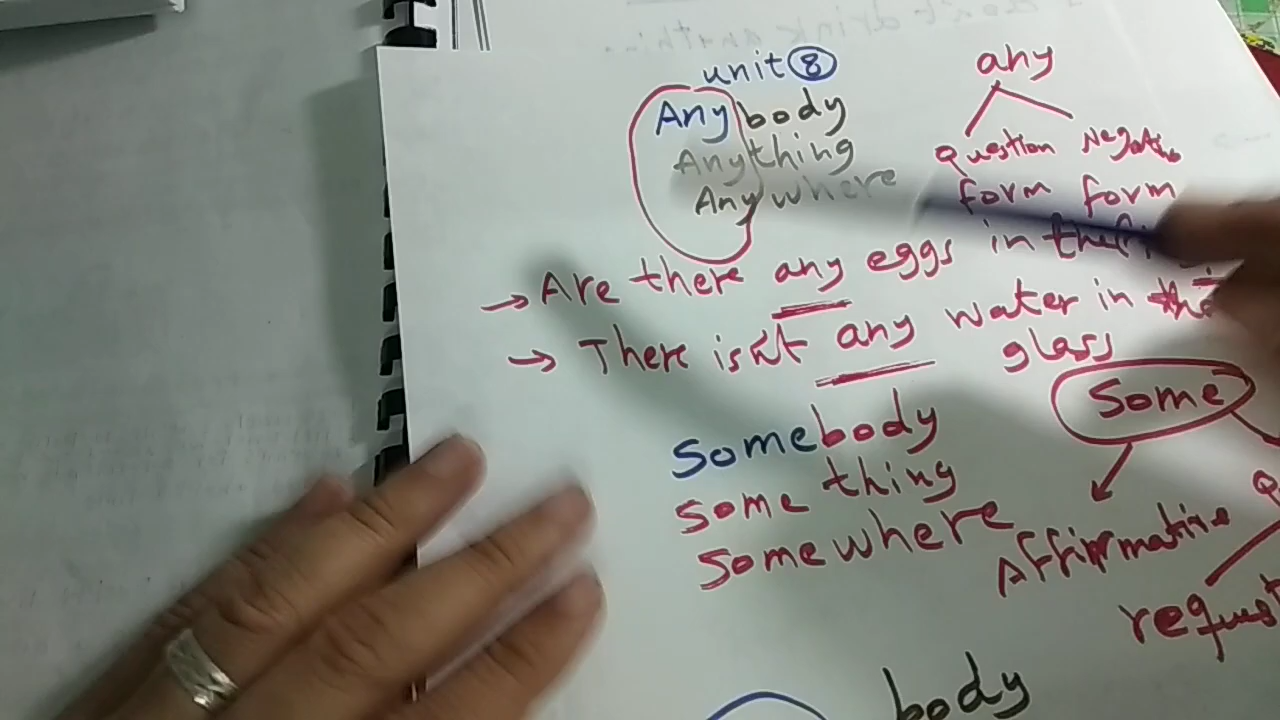 unit 8
any
Anybody
Anything
Anywhere
Question Negative
form form
→ Are there any eggs in the
→ There isn't any water in the
glass
Some
Somebody
something
somewhere
Affirmative
request
body